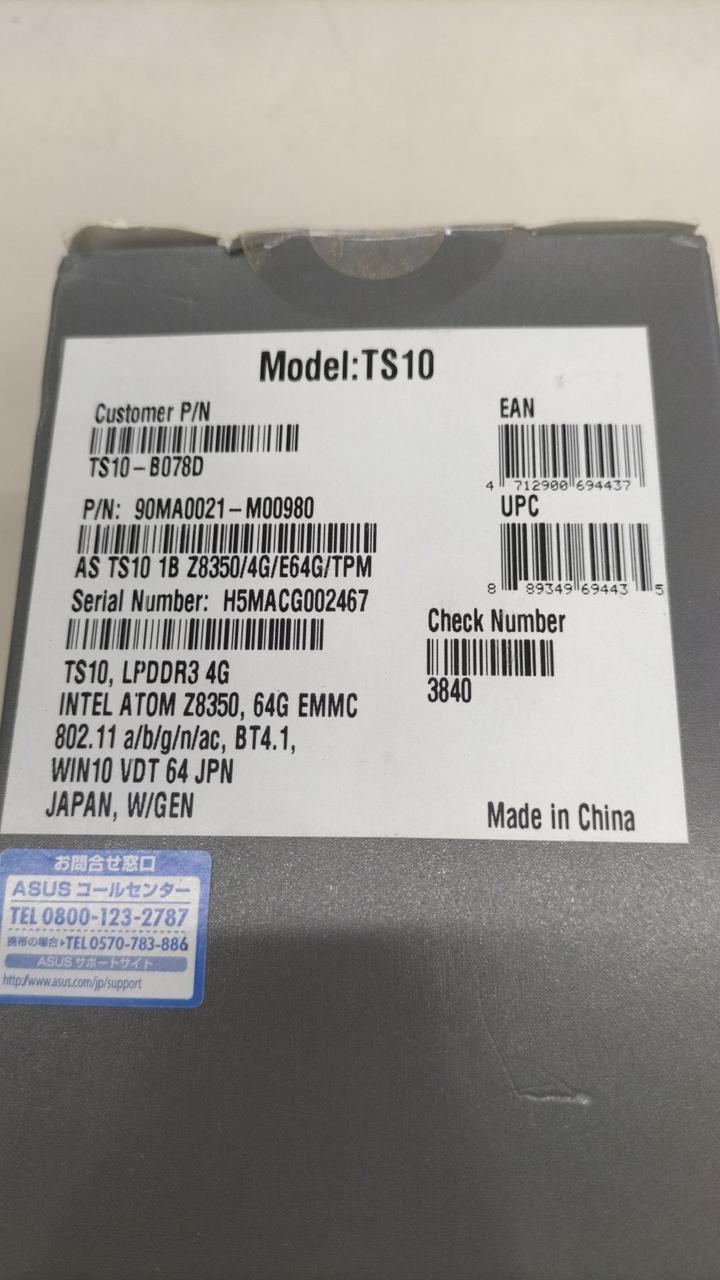 Model:TS10
Customer P/N
TS10-B078D
P/N: 90MA0021-M00980
AS TS10 1B Z8350/4G/E64G/TPM
Serial Number: H5MACG002467
TS10, LPDDR3 4G
INTEL ATOM Z8350, 64G EMMC
802.11 a/b/g/n/ac, BT4.1,
WIN10 VDT 64 JPN
JAPAN, W/GEN
EAN
4 712900 694437
UPC
8 89349 69443 5
Check Number
3840
Made in China
お問合せ窓口
ASUS コールセンター
TEL 0800-123-2787
携帯の場合▶TEL 0570-783-886
ASUS サポートサイト
http://www.asus.com/jp/support